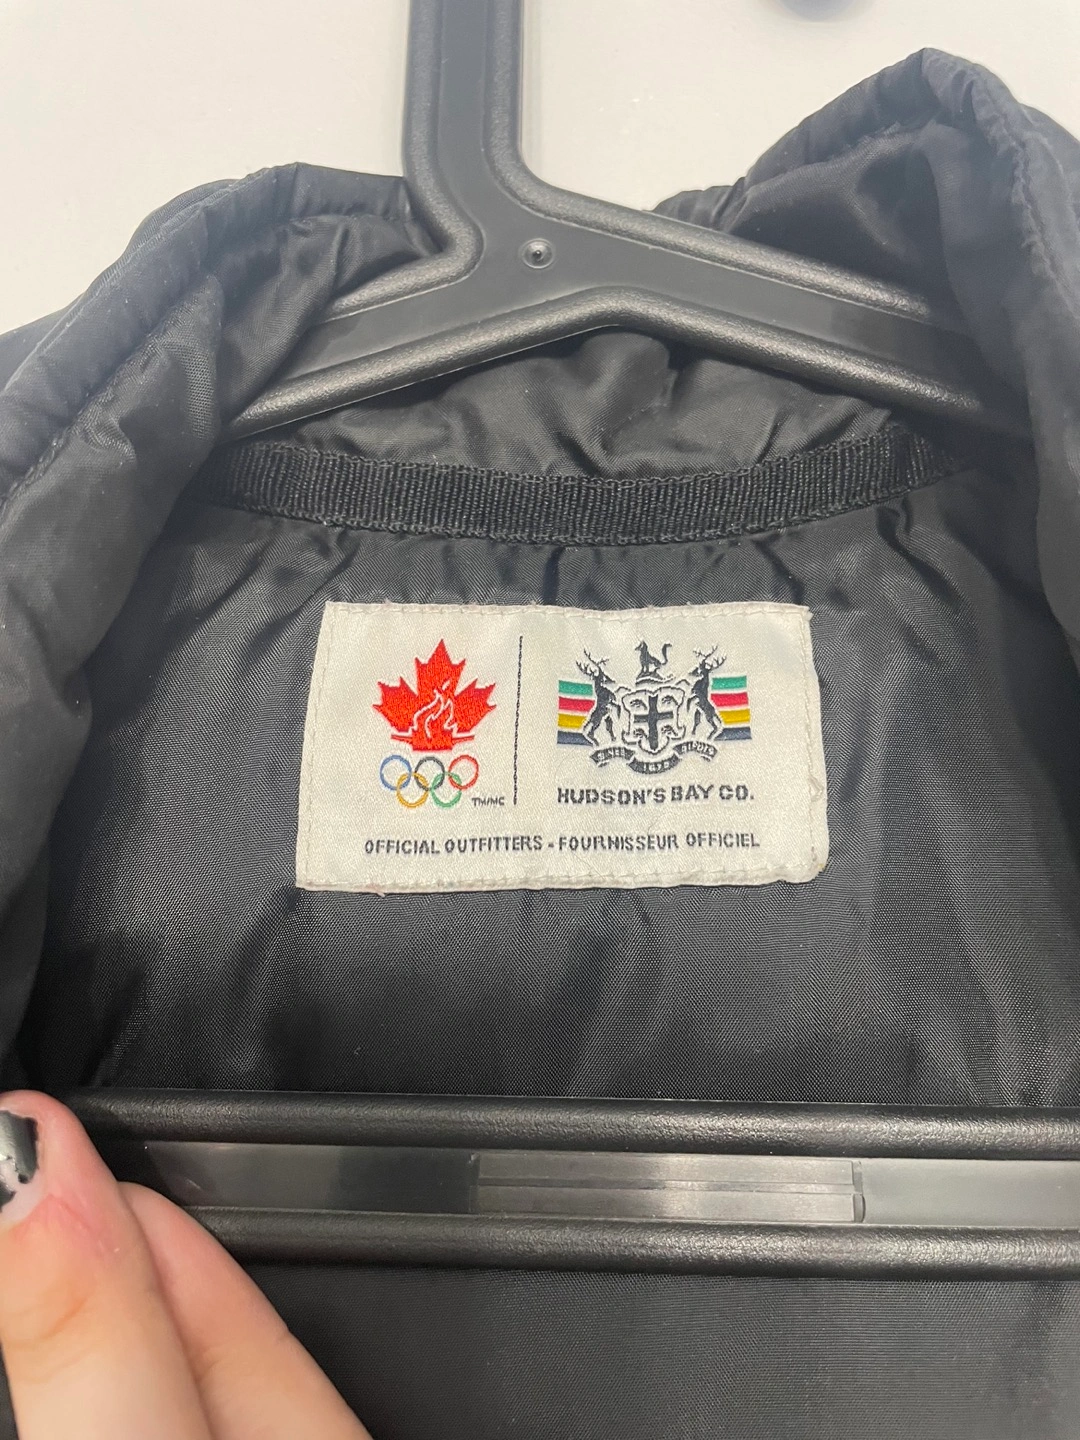 TM/MC
HUDSON'S BAY CO.
OFFICIAL OUTFITTERS - FOURNISSEUR OFFICIEL